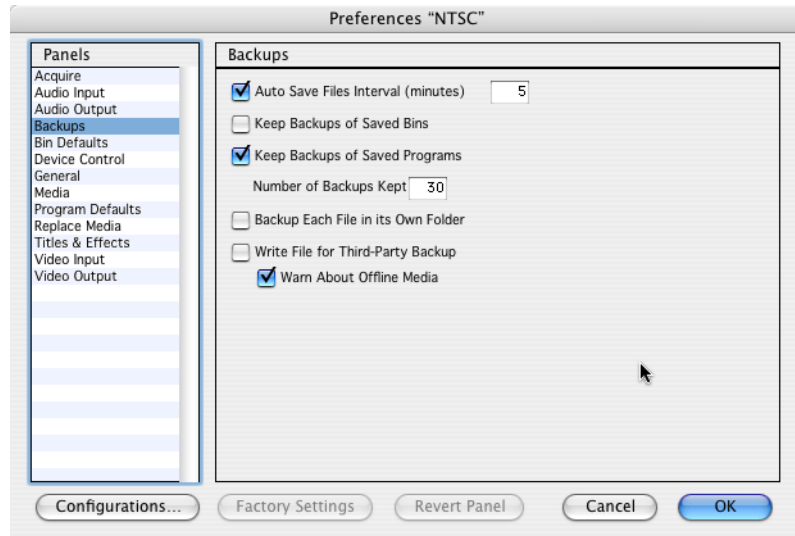 Preferences “NTSC”
Panels
Acquire
Audio Input
Audio Output
Backups
Bin Defaults
Device Control
General
Media
Program Defaults
Replace Media
Titles & Effects
Video Input
Video Output
Backups
Auto Save Files Interval (minutes) 5
Keep Backups of Saved Bins
Keep Backups of Saved Programs
Number of Backups Kept 30
Backup Each File in its Own Folder
Write File for Third-Party Backup
Warn About Offline Media
Configurations... Factory Settings Revert Panel Cancel OK